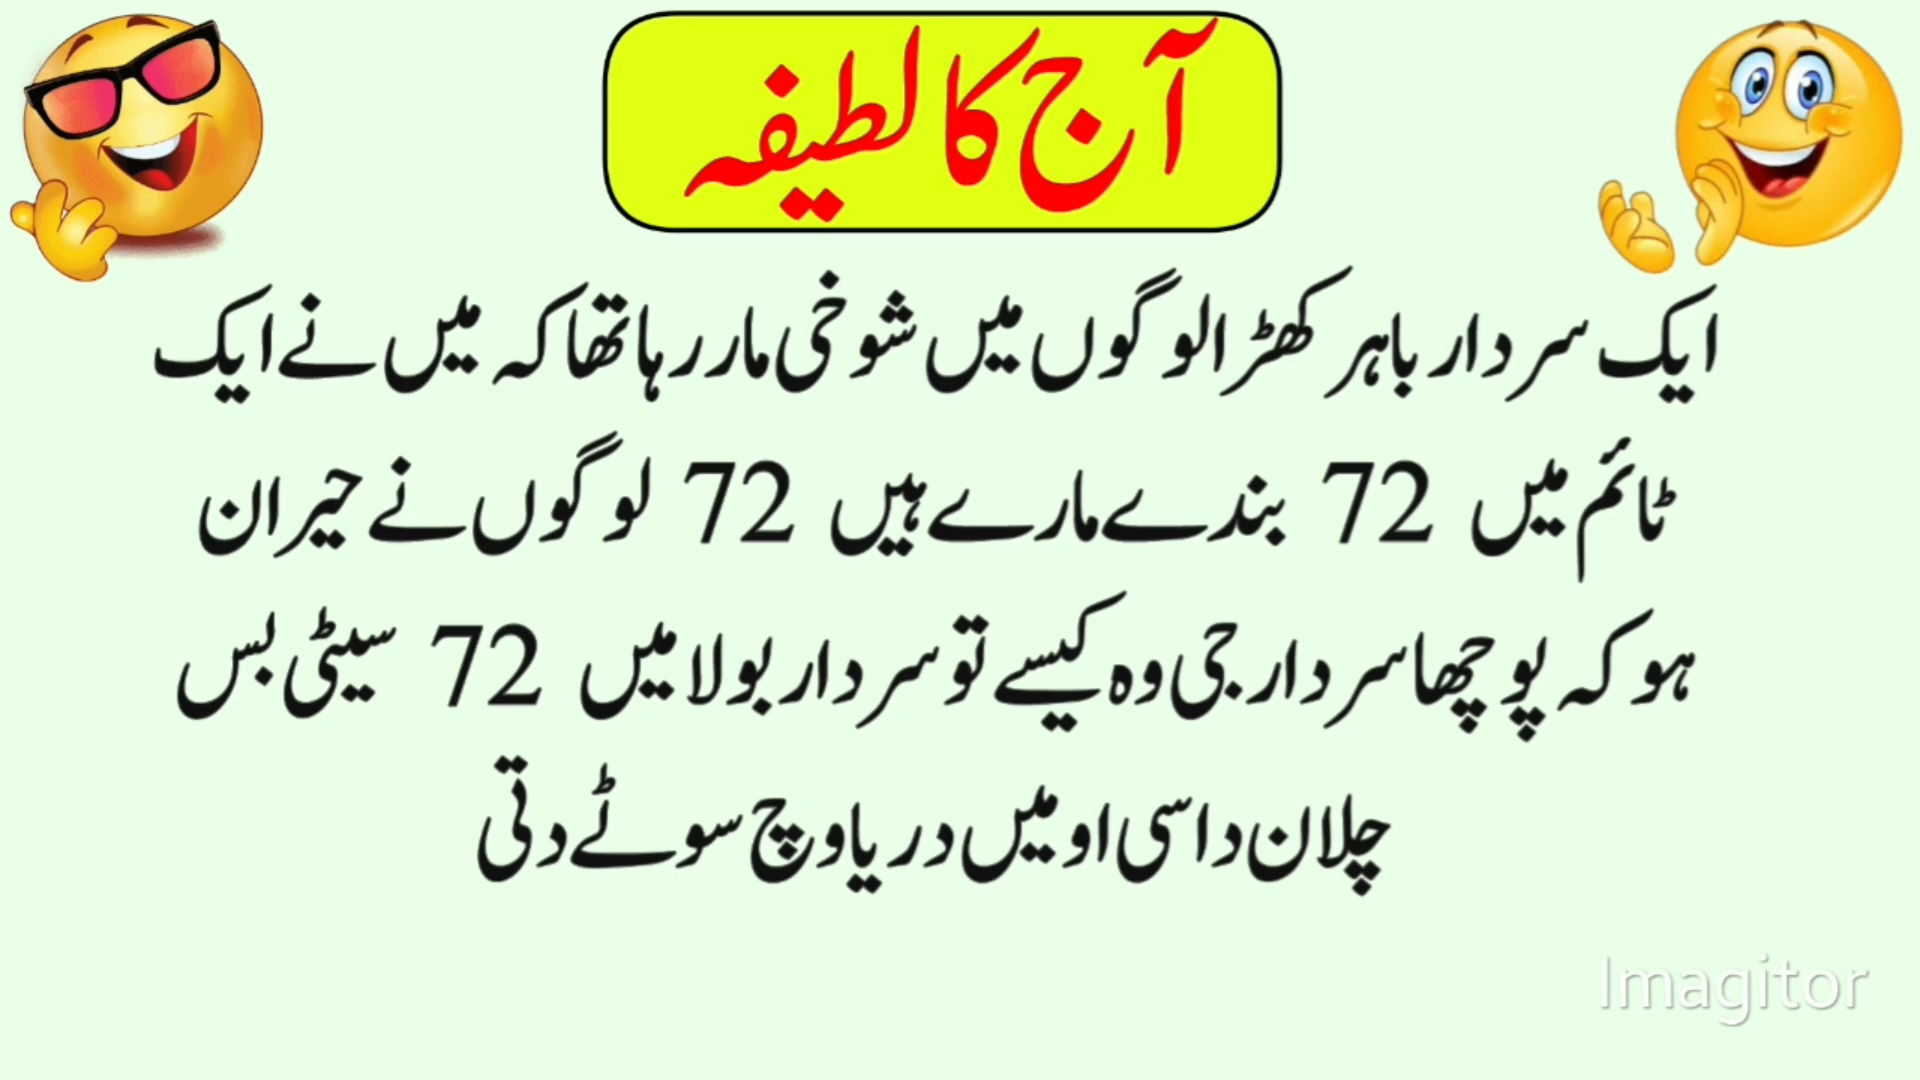 آج کا لطیفہ
ایک سردار باہر کھڑا لوگوں میں شوخی مار رہا تھا کہ میں نے ایک
ٹائم میں 72 بندے مارے ہیں 72 لوگوں نے حیران
ہو کہ پوچھا سردار جی وہ کیسے تو سردار بولا میں 72 سیٹی بس
چلان دا سی او میں دریا وچ سوٹے دتی
Imagitor